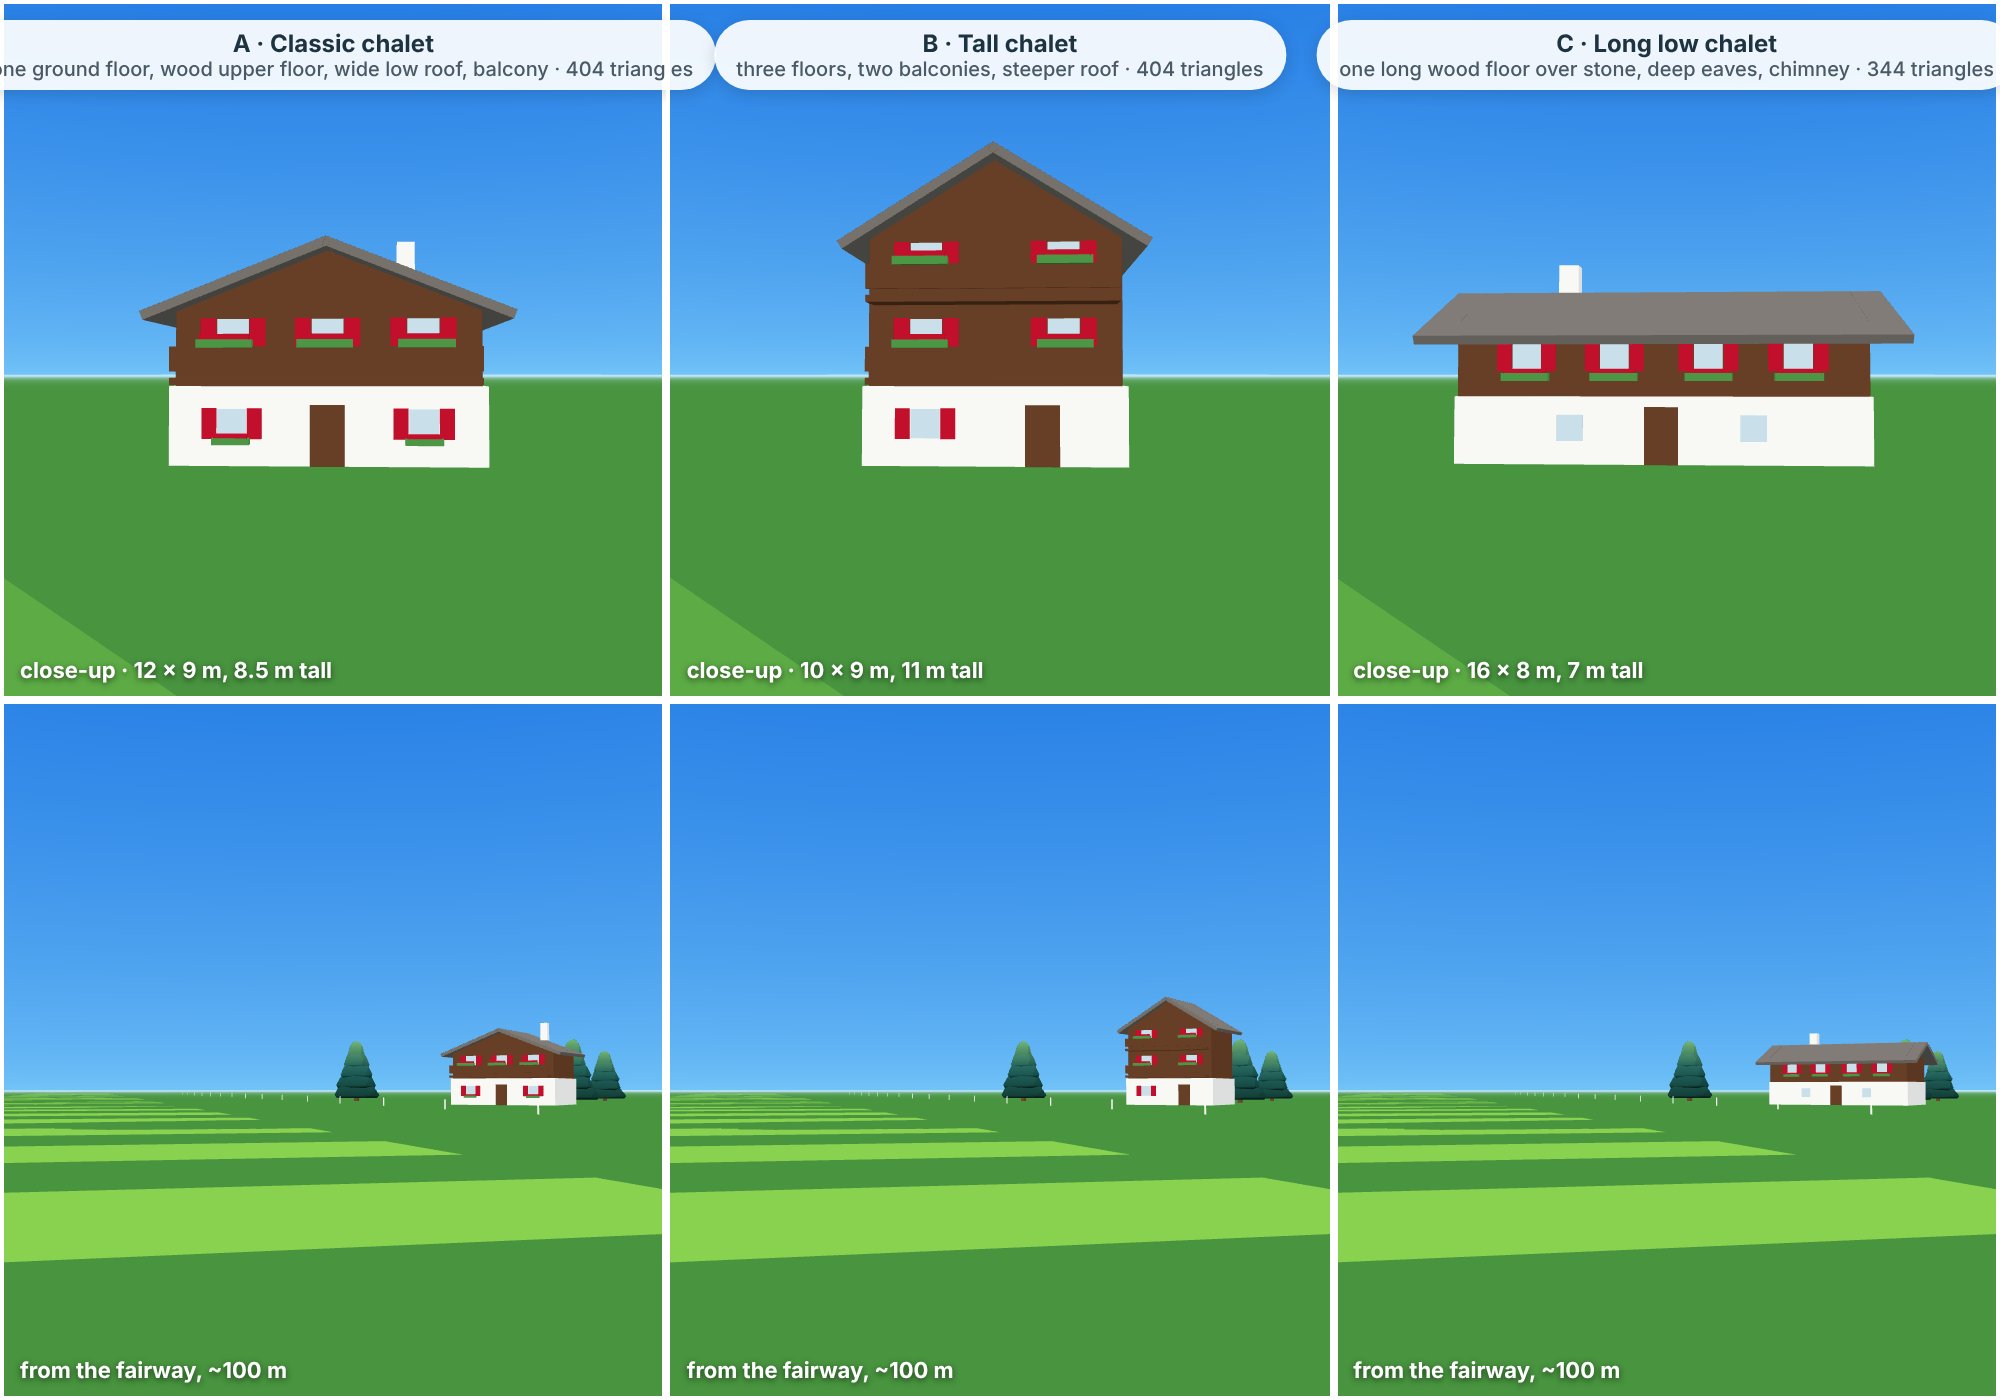 A · Classic chalet
one ground floor, wood upper floor, wide low roof, balcony · 404 triangles
B · Tall chalet
three floors, two balconies, steeper roof · 404 triangles
C · Long low chalet
one long wood floor over stone, deep eaves, chimney · 344 triangles
close-up · 12 × 9 m, 8.5 m tall
close-up · 10 × 9 m, 11 m tall
close-up · 16 × 8 m, 7 m tall
from the fairway, ~100 m
from the fairway, ~100 m
from the fairway, ~100 m